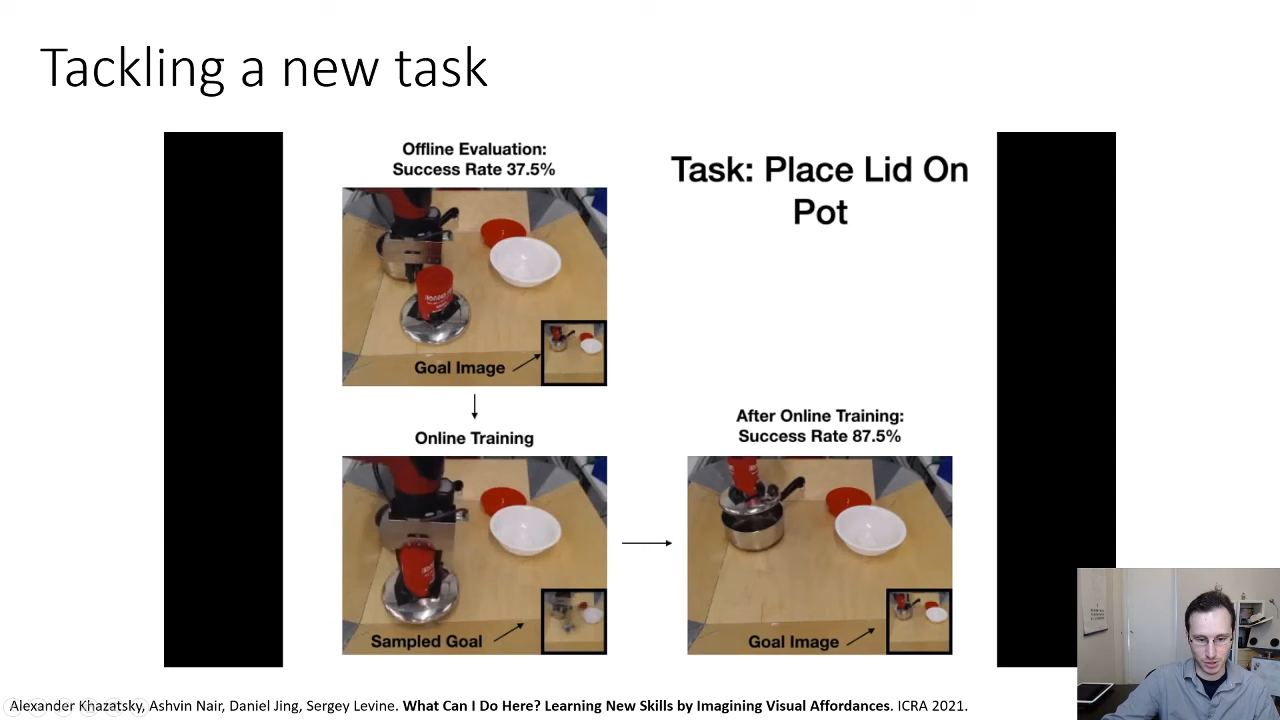 Tackling a new task
Offline Evaluation:
Success Rate 37.5%
Task: Place Lid On
Pot
Goal Image
Online Training
After Online Training:
Success Rate 87.5%
Sampled Goal
Goal Image
Alexander Khazatsky, Ashvin Nair, Daniel Jing, Sergey Levine. What Can I Do Here? Learning New Skills by Imagining Visual Affordances. ICRA 2021.